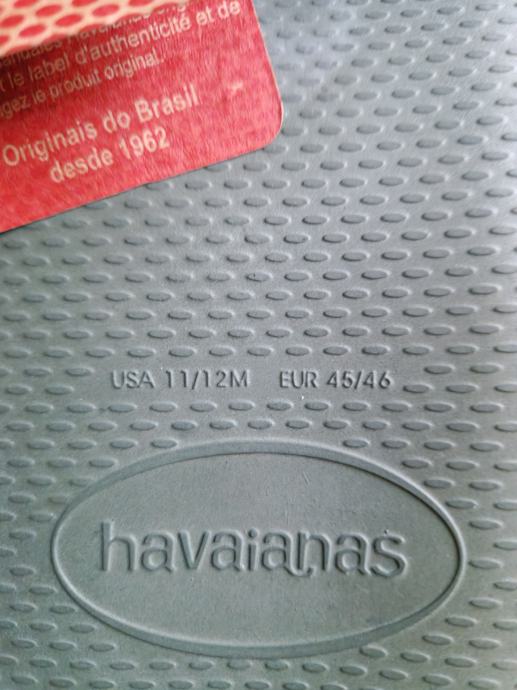 le label d'authenticité et de
gez le produit original.
Originais do Brasil
desde 1962
USA 11/12M EUR 45/46
havaianas